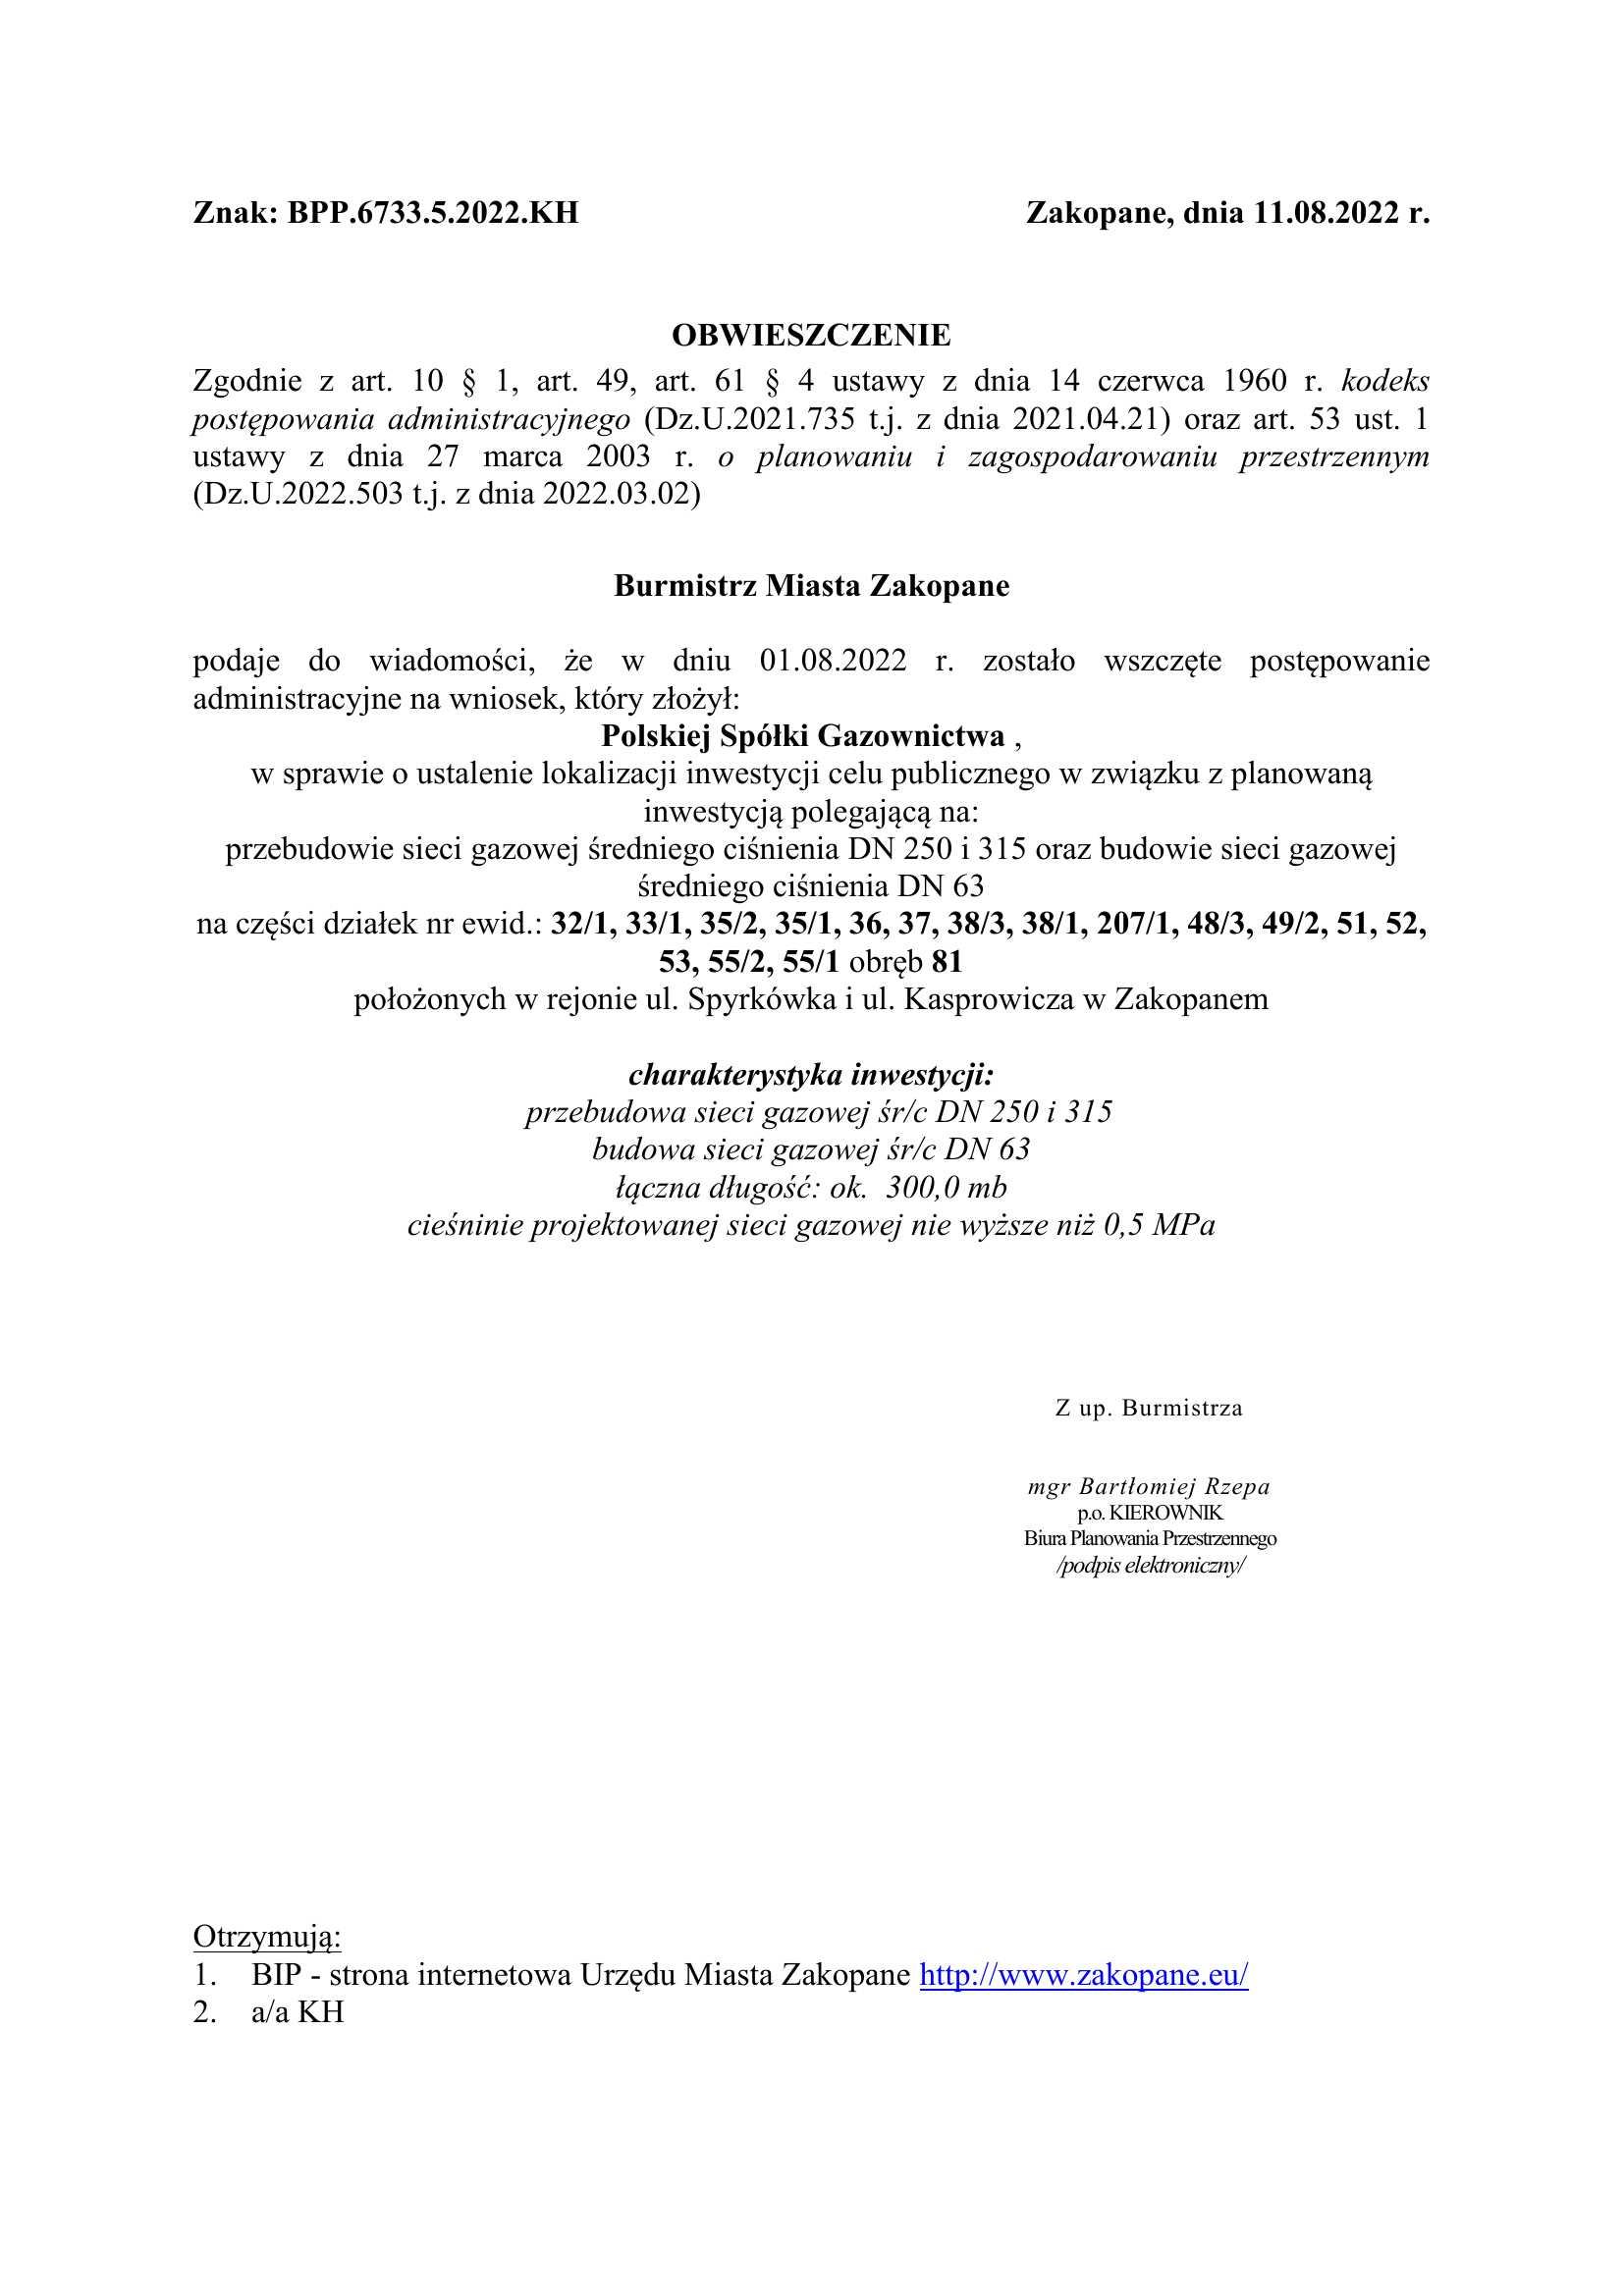 Znak: BPP.6733.5.2022.KH Zakopane, dnia 11.08.2022 r.
OBWIESZCZENIE
Zgodnie z art. 10 § 1, art. 49, art. 61 § 4 ustawy z dnia 14 czerwca 1960 r. kodeks
postępowania administracyjnego (Dz.U.2021.735 t.j. z dnia 2021.04.21) oraz art. 53 ust. 1
ustawy z dnia 27 marca 2003 r. o planowaniu i zagospodarowaniu przestrzennym
(Dz.U.2022.503 t.j. z dnia 2022.03.02)
Burmistrz Miasta Zakopane
podaje do wiadomości, że w dniu 01.08.2022 r. zostało wszczęte postępowanie
administracyjne na wniosek, który złożył:
Polskiej Spółki Gazownictwa ,
w sprawie o ustalenie lokalizacji inwestycji celu publicznego w związku z planowaną
inwestycją polegającą na:
przebudowie sieci gazowej średniego ciśnienia DN 250 i 315 oraz budowie sieci gazowej
średniego ciśnienia DN 63
na części działek nr ewid.: 32/1, 33/1, 35/2, 35/1, 36, 37, 38/3, 38/1, 207/1, 48/3, 49/2, 51, 52,
53, 55/2, 55/1 obręb 81
położonych w rejonie ul. Spyrkówka i ul. Kasprowicza w Zakopanem
charakterystyka inwestycji:
przebudowa sieci gazowej śr/c DN 250 i 315
budowa sieci gazowej śr/c DN 63
łączna długość: ok. 300,0 mb
cieśninie projektowanej sieci gazowej nie wyższe niż 0,5 MPa
Z up. Burmistrza
mgr Bartłomiej Rzepa
p.o. KIEROWNIK
Biura Planowania Przestrzennego
/podpis elektroniczny/
Otrzymują:
1. BIP - strona internetowa Urzędu Miasta Zakopane http://www.zakopane.eu/
2. a/a KH